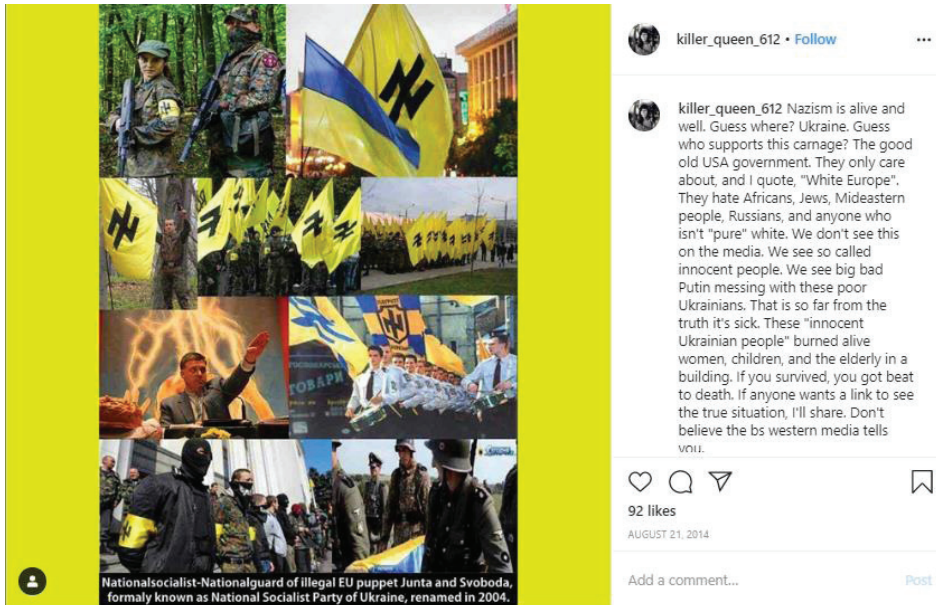 killer_queen_612 • Follow
killer_queen_612 Nazism is alive and
well. Guess where? Ukraine. Guess
who supports this carnage? The good
old USA government. They only care
about, and I quote, "White Europe".
They hate Africans, Jews, Mideastern
people, Russians, and anyone who
isn't "pure" white. We don't see this
on the media. We see so called
innocent people. We see big bad
Putin messing with these poor
Ukrainians. That is so far from the
truth it's sick. These "innocent
Ukrainian people" burned alive
women, children, and the elderly in a
building. If you survived, you got beat
to death. If anyone wants a link to see
the true situation, I'll share. Don't
believe the bs western media tells
you.
92 likes
AUGUST 21, 2014
Add a comment...
Post
ТОВАРИ
Nationalsocialist-Nationalguard of illegal EU puppet Junta and Svoboda,
formaly known as National Socialist Party of Ukraine, renamed in 2004.